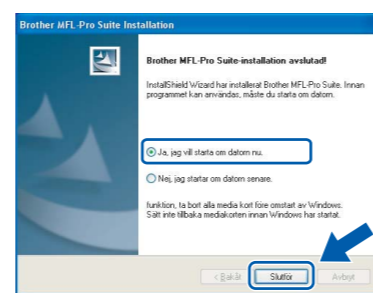 Brother MFL-Pro Suite Installation
Brother MFL-Pro Suite-installation avslutad!
InstallShield Wizard har installerat Brother MFL-Pro Suite. Innan
programmet kan användas, måste du starta om datorn.
Ja, jag vill starta om datorn nu.
Nej, jag startar om datorn senare.
funktion, ta bort alla media kort före omstart av Windows.
Sätt inte tillbaka mediakorten innan Windows har startat.
< Bakåt Slutför Avbryt